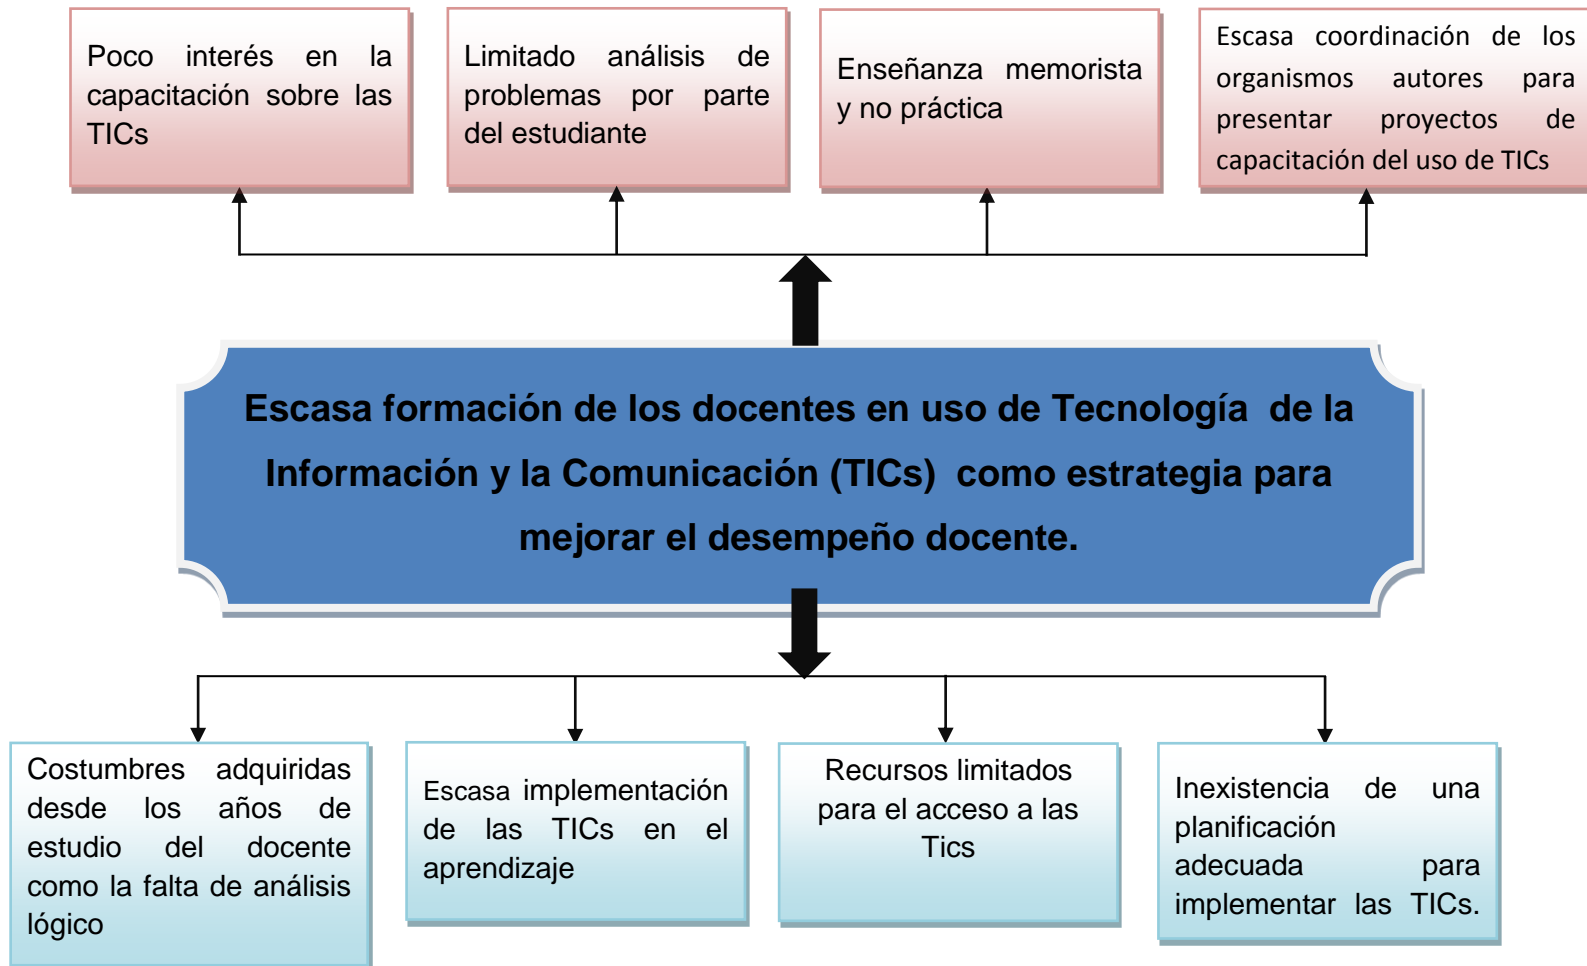 Poco interés en la
capacitación sobre las
TICs
Limitado análisis de
problemas por parte
del estudiante
Enseñanza memorista
y no práctica
Escasa coordinación de los
organismos autores para
presentar proyectos de
capacitación del uso de TICs
Escasa formación de los docentes en uso de Tecnología de la
Información y la Comunicación (TICs) como estrategia para
mejorar el desempeño docente.
Costumbres adquiridas
desde los años de
estudio del docente
como la falta de análisis
lógico
Escasa implementación
de las TICs en el
aprendizaje
Recursos limitados
para el acceso a las
Tics
Inexistencia de una
planificación
adecuada para
implementar las TICs.